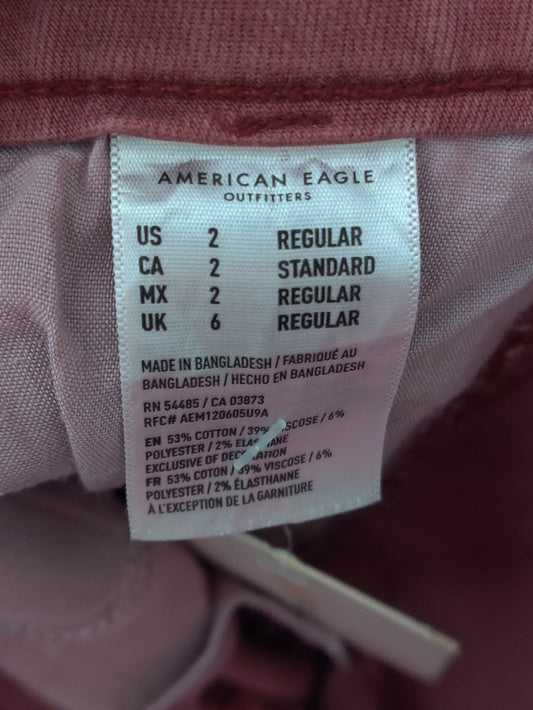 AMERICAN EAGLE
OUTFITTERS
US 2 REGULAR
CA 2 STANDARD
MX 2 REGULAR
UK 6 REGULAR
MADE IN BANGLADESH / FABRIQUÉ AU
BANGLADESH / HECHO EN BANGLADESH
RN 54485 / CA 03873
RFC# AEM120605U9A
EN 53% COTTON / 39% VISCOSE / 6%
POLYESTER / 2% ELASTANE
EXCLUSIVE OF DECORATION
FR 53% COTON / 39% VISCOSE / 6%
POLYESTER / 2% ÉLASTHANNE
À L'EXCEPTION DE LA GARNITURE